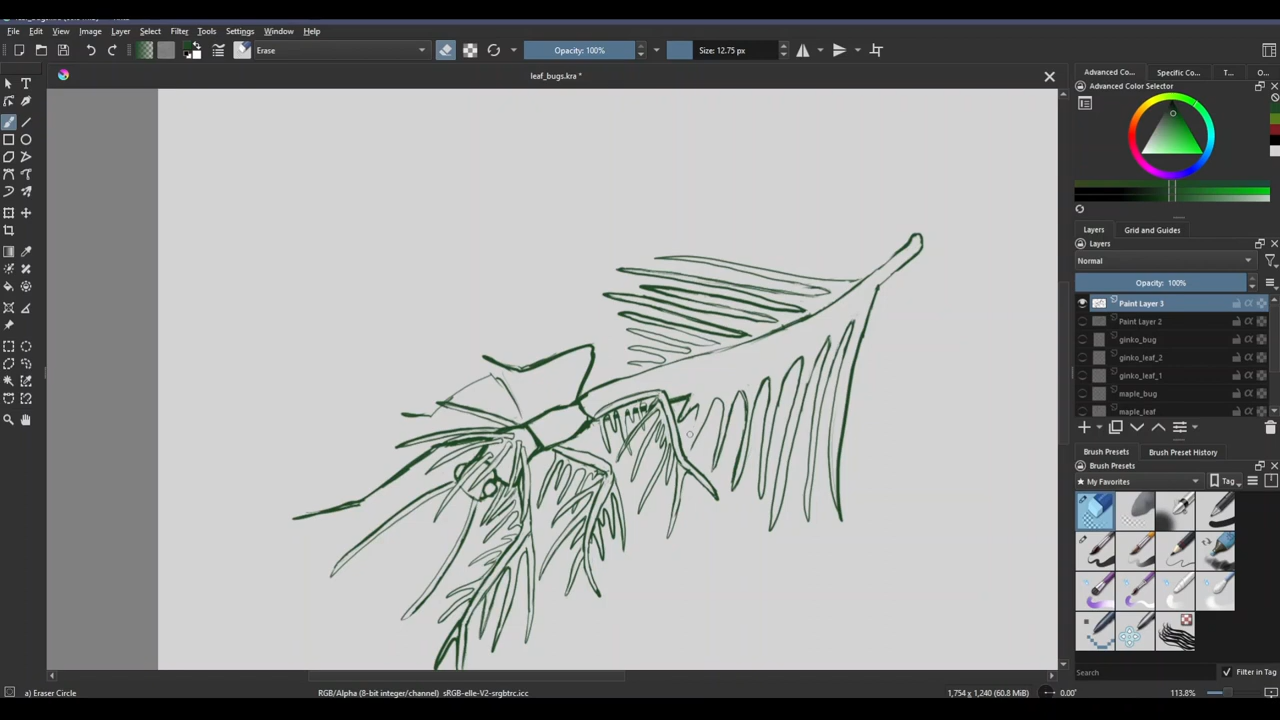 File Edit View Image Layer Select Filter Tools Settings Window Help
Erase
Opacity: 100%
Size: 12.75 px
leaf_bugs.kra *
Advanced Co...
Specific Co...
T...
O...
Advanced Color Selector
Layers
Grid and Guides
Layers
Normal
Opacity: 100%
Paint Layer 3
Paint Layer 2
ginko_bug
ginko_leaf_2
ginko_leaf_1
maple_bug
maple_leaf
Brush Presets
Brush Preset History
Brush Presets
★ My Favorites
Tag
Search
Filter in Tag
a) Eraser Circle
RGB/Alpha (8-bit integer/channel) sRGB-elle-V2-srgbtrc.icc
1,754 x 1,240 (60.8 MiB)
0.00°
113.8%